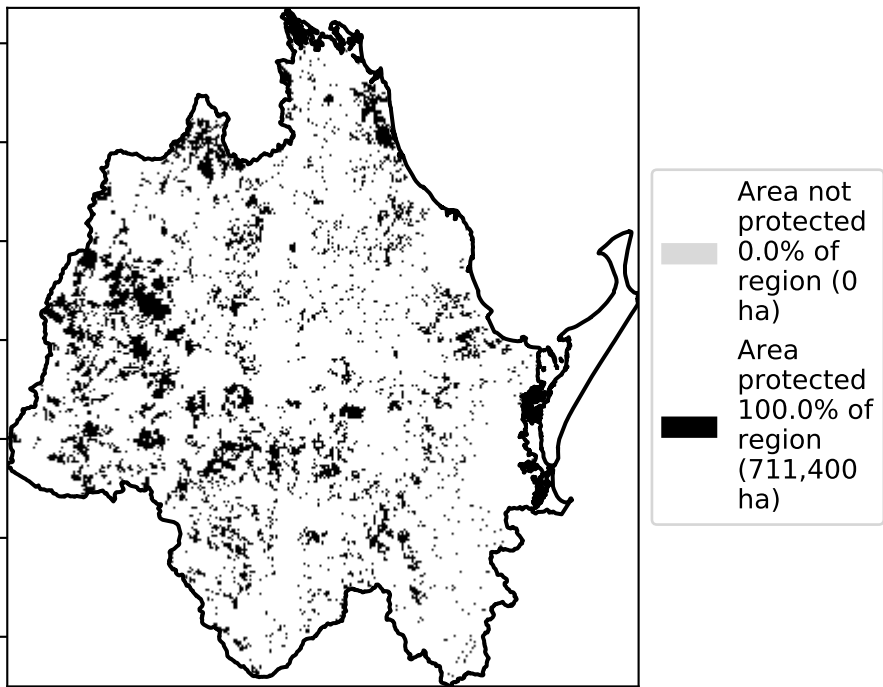 Area not
protected
0.0% of
region (0
ha)
Area
protected
100.0% of
region
(711,400
ha)